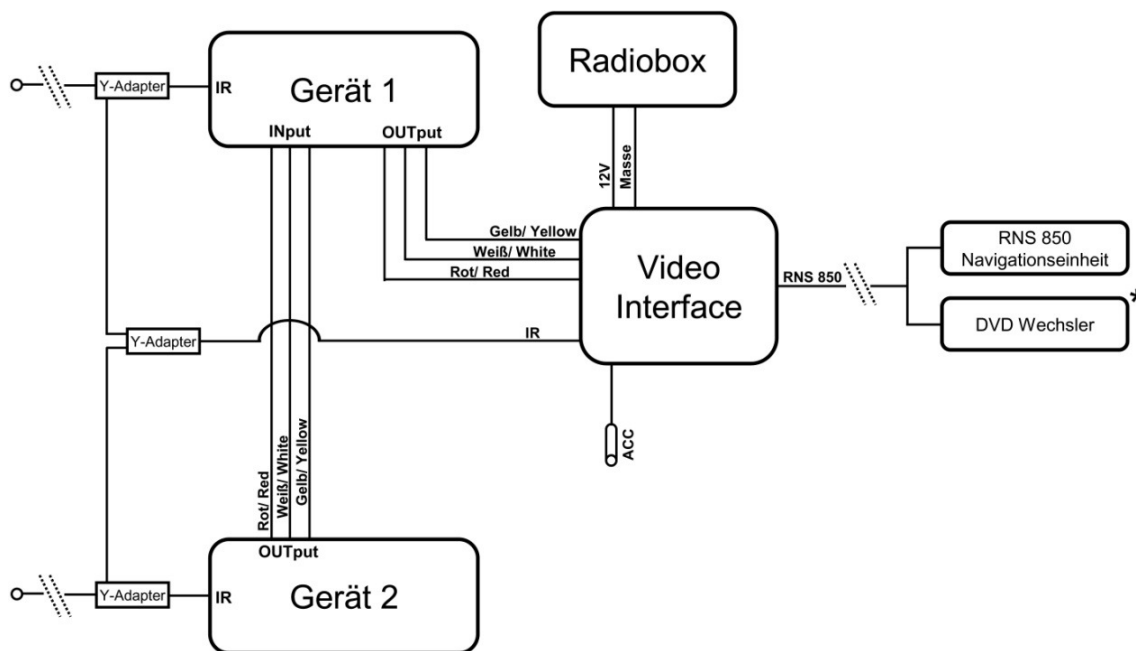 Y-Adapter
IR
Gerät 1
INput
OUTput
Radiobox
12V
Masse
Gelb/ Yellow
Weiß/ White
Rot/ Red
Video
Interface
RNS 850
RNS 850
Navigationseinheit
*
DVD Wechsler
Y-Adapter
IR
ACC
Rot/ Red
Weiß/ White
Gelb/ Yellow
OUTput
Y-Adapter
IR
Gerät 2